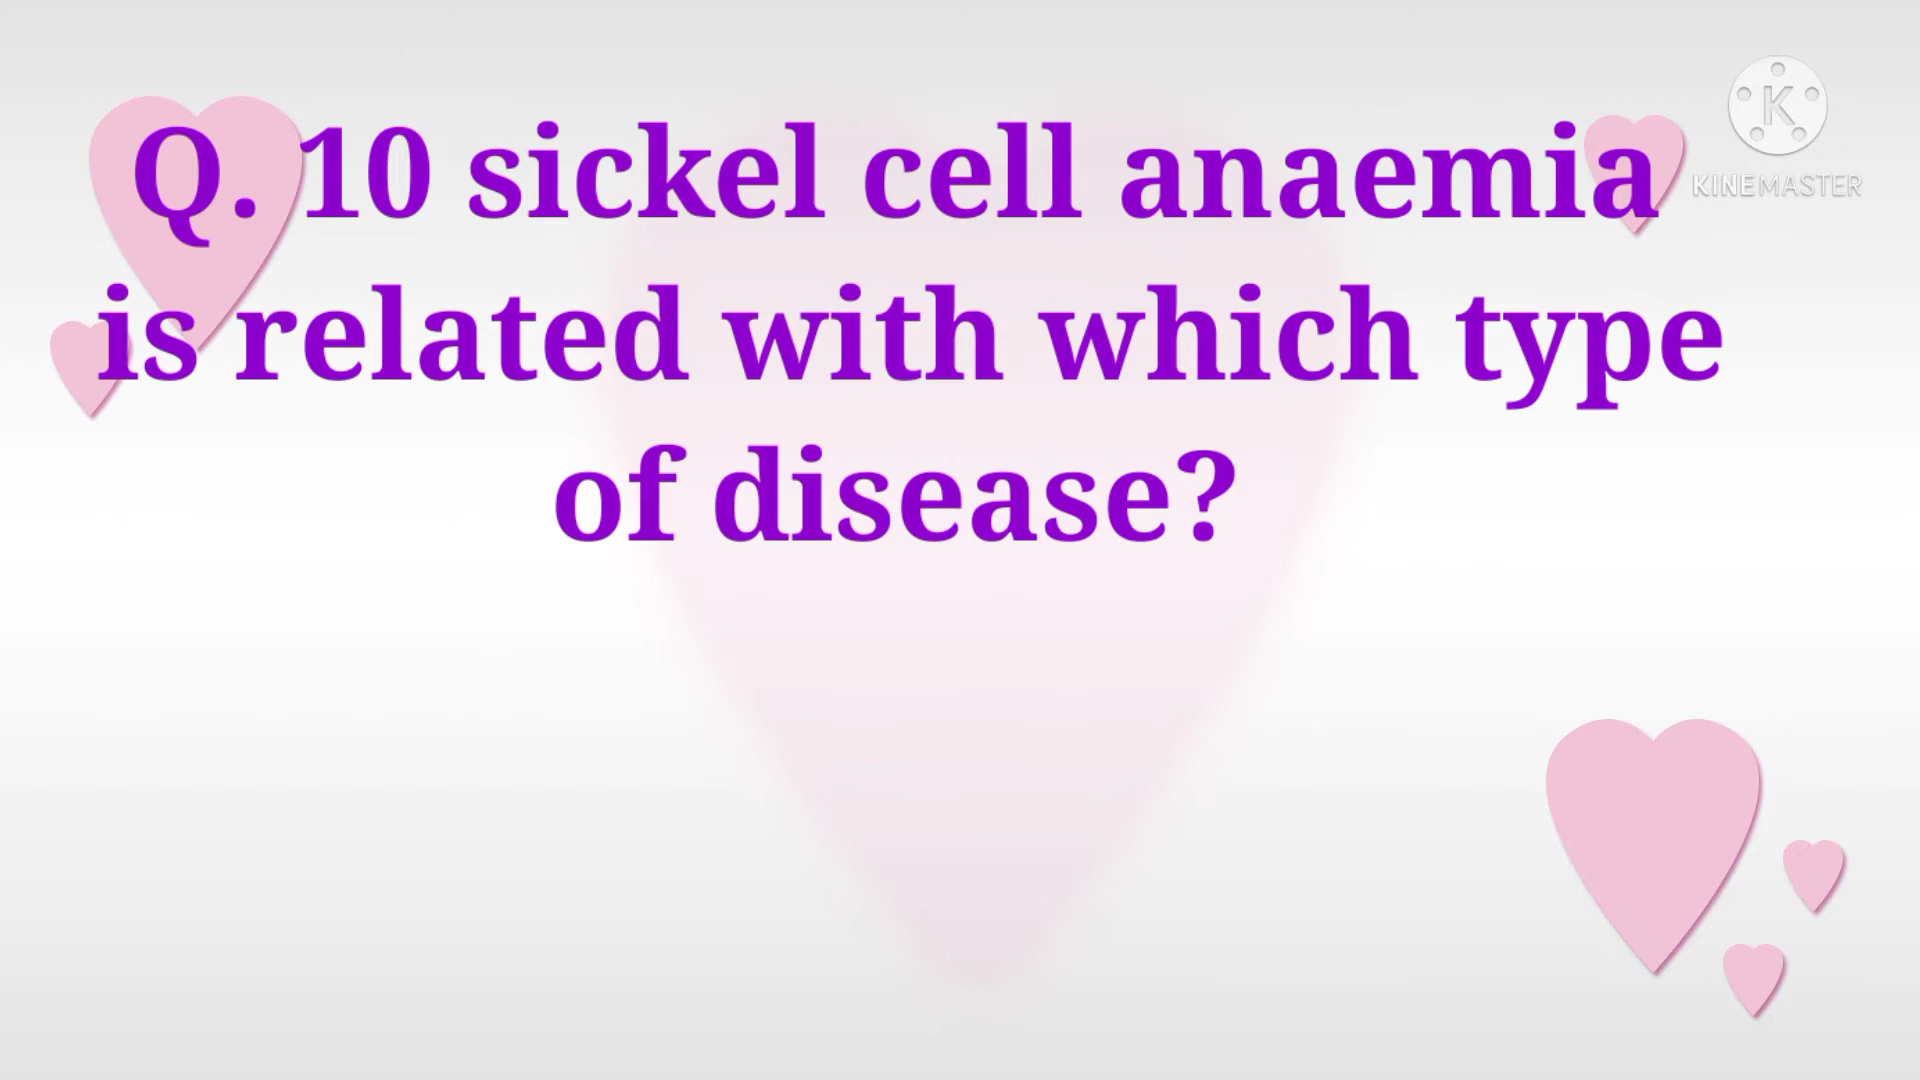 Q. 10 sickel cell anaemia
is related with which type
of disease?
K
KINEMASTER